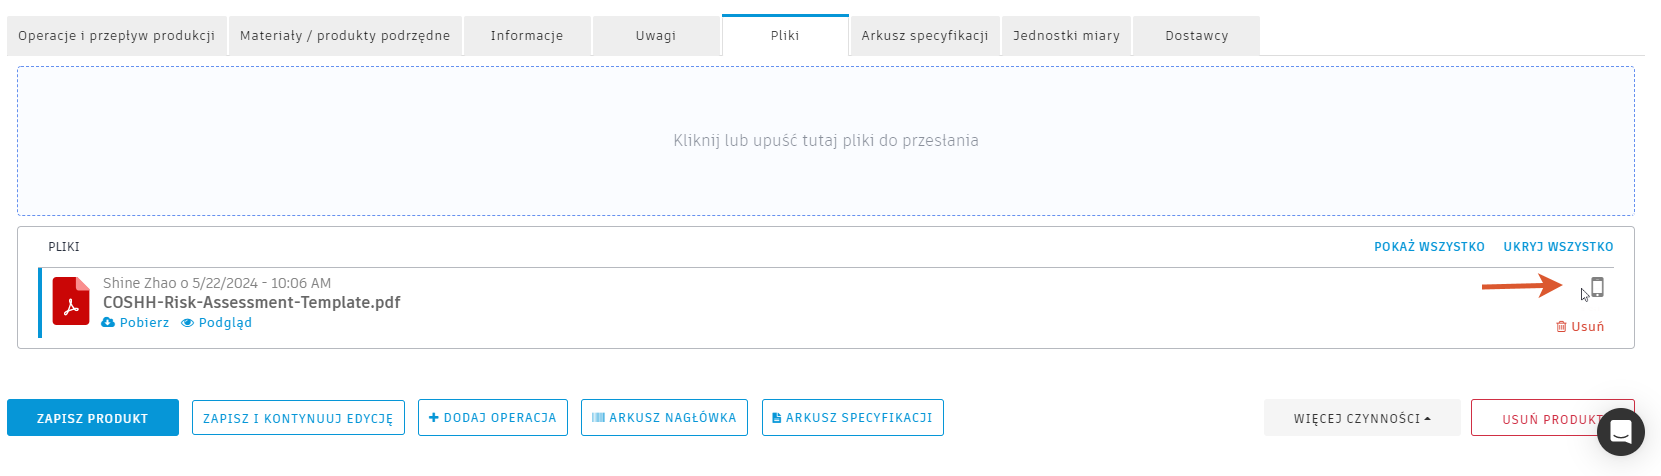 Operacje i przepływ produkcji Materiały / produkty podrzędne Informacje Uwagi Pliki Arkusz specyfikacji Jednostki miary Dostawcy
Kliknij lub upuść tutaj pliki do przesłania
PLIKI POKAŻ WSZYSTKO UKRYJ WSZYSTKO
Shine Zhao o 5/22/2024 - 10:06 AM
COSHH-Risk-Assessment-Template.pdf
Pobierz Podgląd
Usuń
ZAPISZ PRODUKT ZAPISZ I KONTYNUUJ EDYCJĘ DODAJ OPERACJA ARKUSZ NAGŁÓWKA ARKUSZ SPECYFIKACJI WIĘCEJ CZYNNOŚCI USUŃ PRODUKT